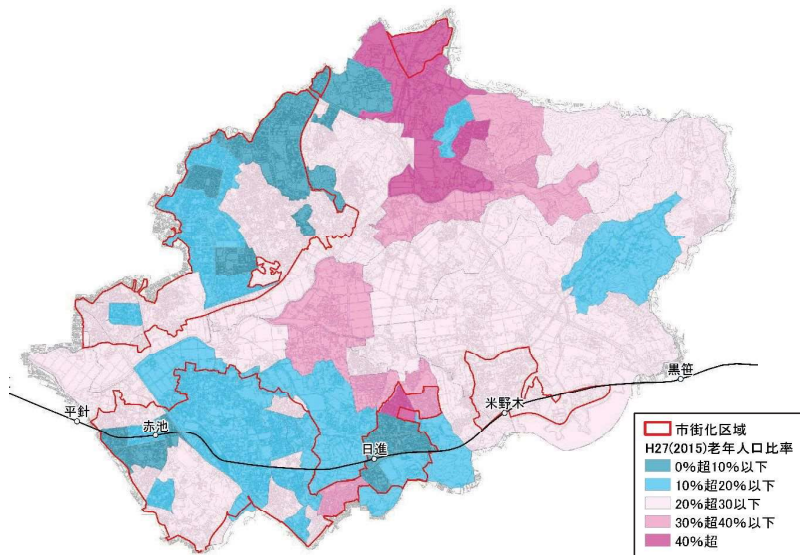 黒笹
米野木
平針
赤池
日進
市街化区域
H27(2015)老年人口比率
0%超10%以下
10%超20%以下
20%超30以下
30%超40%以下
40%超